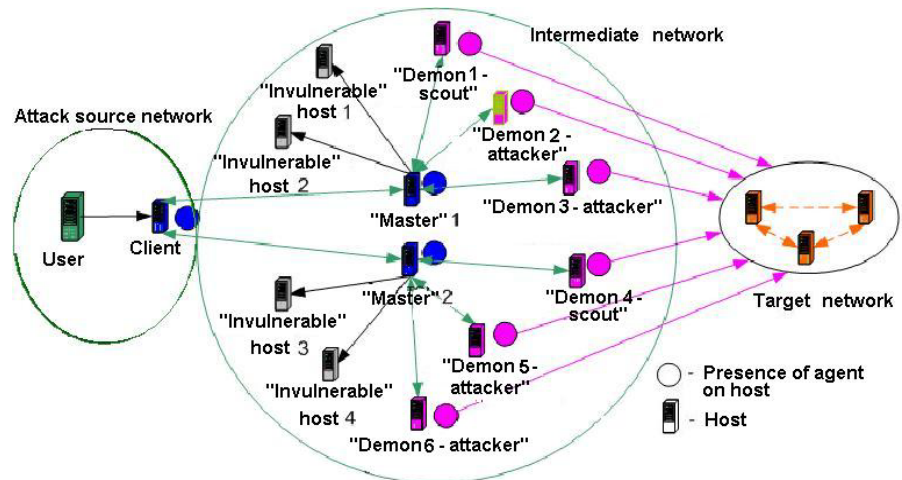 Intermediate network
"Demon 1 -
scout"
"Invulnerable"
host 1
Attack source network
"Invulnerable"
host 2
"Demon 2 -
attacker"
"Master" 1
"Demon 3 - attacker"
User
Client
"Master" 2
"Demon 4 -
scout"
Target network
"Invulnerable"
host 3
"Demon 5 -
attacker"
"Invulnerable"
host 4
"Demon 6 - attacker"
- Presence of agent
on host
- Host